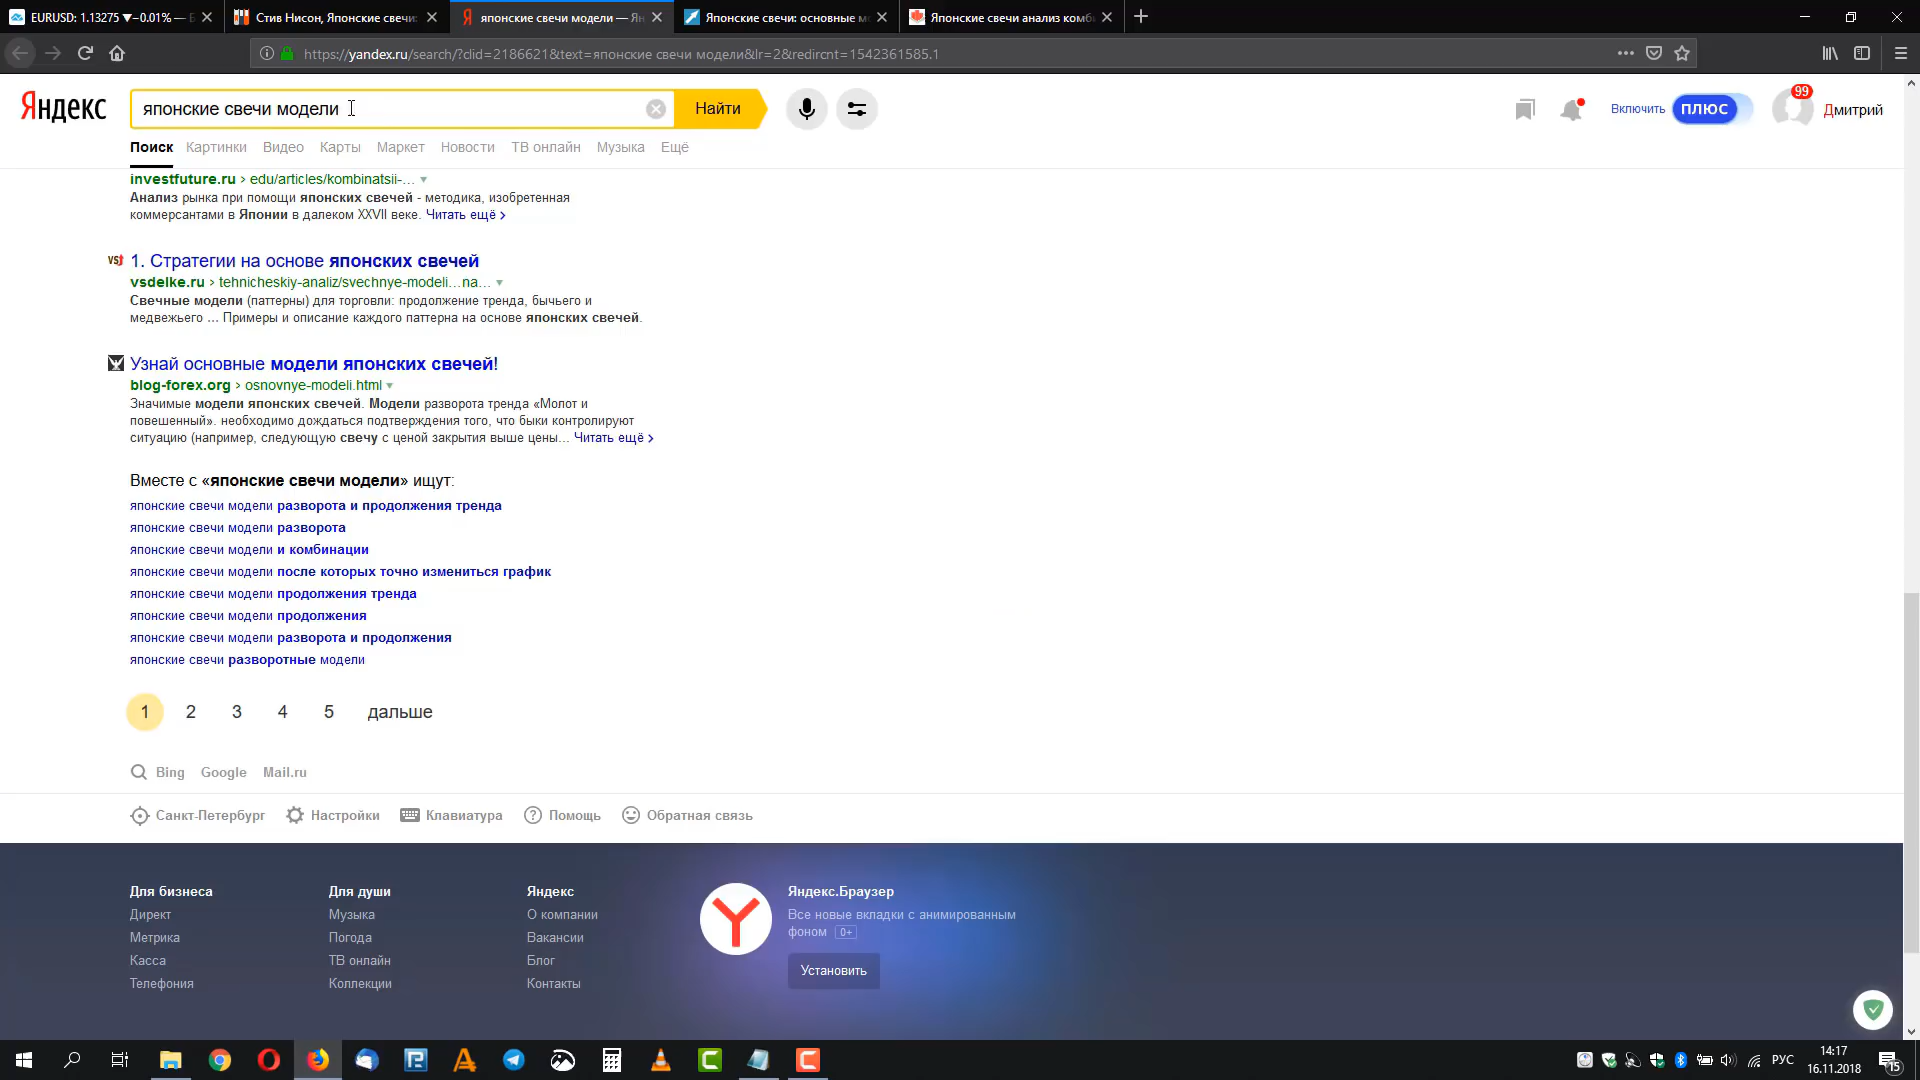 EURUSD: 1.13275 ▼−0.01% — Б
Стив Нисон, Японские свечи:
японские свечи модели — Ян
Японские свечи: основные м
Японские свечи анализ комби
https://yandex.ru/search/?clid=2186621&text=японские свечи модели&lr=2&redircnt=1542361585.1
Яндекс
японские свечи модели
Найти
Включить
ПЛЮС
99
Дмитрий
Поиск Картинки Видео Карты Маркет Новости ТВ онлайн Музыка Ещё
investfuture.ru › edu/articles/kombinatsii-...
Анализ рынка при помощи японских свечей - методика, изобретенная
коммерсантами в Японии в далеком XXVII веке. Читать ещё ›
VS
1. Стратегии на основе японских свечей
vsdelke.ru › tehnicheskiy-analiz/svechnye-modeli…na...
Свечные модели (паттерны) для торговли: продолжение тренда, бычьего и
медвежьего ... Примеры и описание каждого паттерна на основе японских свечей.
Узнай основные модели японских свечей!
blog-forex.org › osnovnye-modeli.html
Значимые модели японских свечей. Модели разворота тренда «Молот и
повешенный». необходимо дождаться подтверждения того, что быки контролируют
ситуацию (например, следующую свечу с ценой закрытия выше цены... Читать ещё ›
Вместе с «японские свечи модели» ищут:
японские свечи модели разворота и продолжения тренда
японские свечи модели разворота
японские свечи модели и комбинации
японские свечи модели после которых точно измениться график
японские свечи модели продолжения тренда
японские свечи модели продолжения
японские свечи модели разворота и продолжения
японские свечи разворотные модели
1 2 3 4 5 дальше
Bing Google Mail.ru
Санкт-Петербург Настройки Клавиатура Помощь Обратная связь
Для бизнеса
Директ
Метрика
Касса
Телефония
Для души
Музыка
Погода
ТВ онлайн
Коллекции
Яндекс
О компании
Вакансии
Блог
Контакты
Яндекс.Браузер
Все новые вкладки с анимированным
фоном 0+
Установить
РУС
14:17
16.11.2018
15